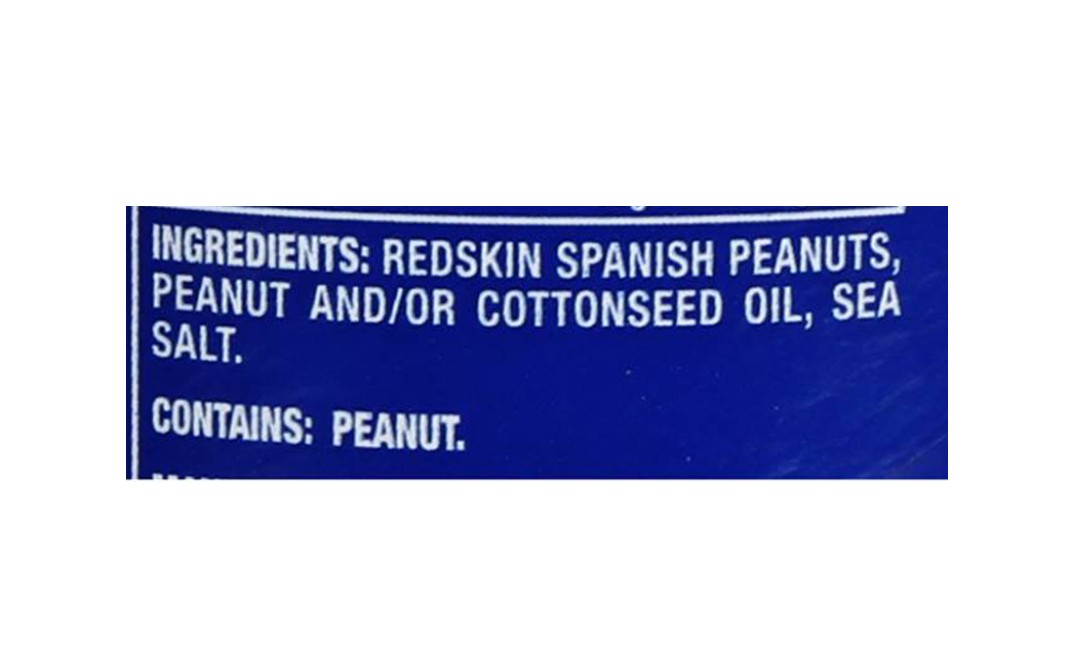 INGREDIENTS: REDSKIN SPANISH PEANUTS,
PEANUT AND/OR COTTONSEED OIL, SEA
SALT.
CONTAINS: PEANUT.